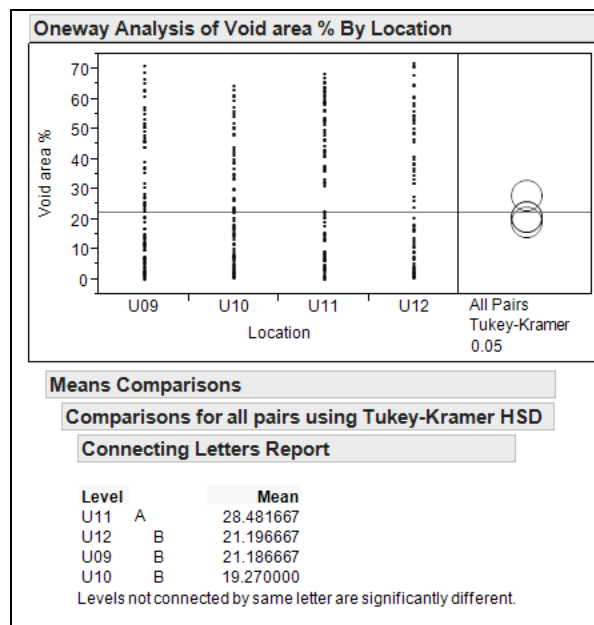 Oneway Analysis of Void area % By Location
70
60
50
40
30
20
10
0
Void area %
U09 U10 U11 U12
Location
All Pairs
Tukey-Kramer
0.05
Means Comparisons
Comparisons for all pairs using Tukey-Kramer HSD
Connecting Letters Report
Level Mean
U11 A 28.481667
U12 B 21.196667
U09 B 21.186667
U10 B 19.270000
Levels not connected by same letter are significantly different.